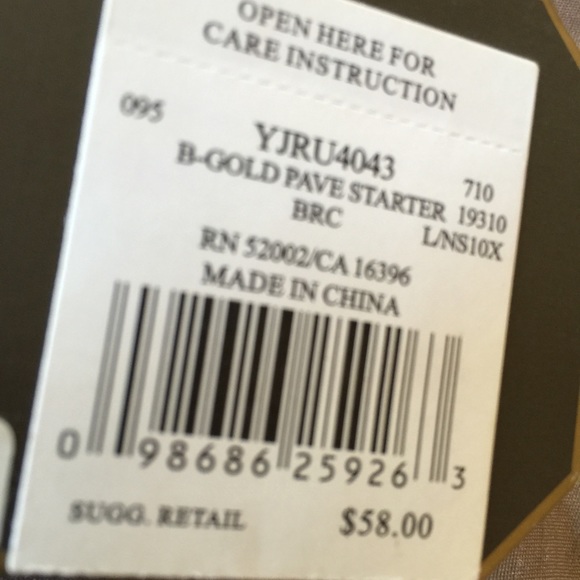 OPEN HERE FOR
CARE INSTRUCTION
095
YJRU4043
710
B-GOLD PAVE STARTER 19310
BRC
L/NS10X
RN 52002/CA 16396
MADE IN CHINA
0 98686 25926 3
SUGG. RETAIL $58.00